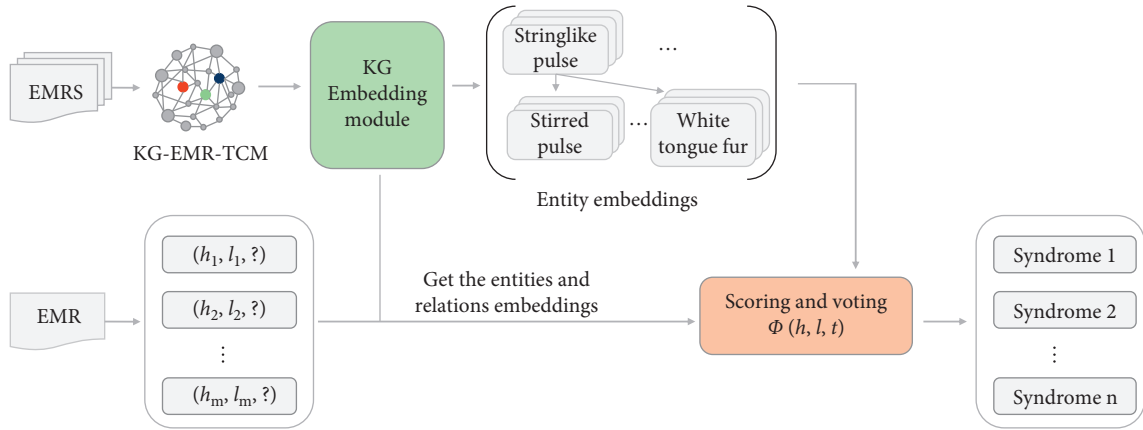 EMRS
KG-EMR-TCM
KG
Embedding
module
Stringlike
pulse
...
Stirred
pulse
...
White
tongue fur
Entity embeddings
EMR
(h₁, l₁, ?)
(h₂, l₂, ?)
⋮
(hₘ, lₘ, ?)
Get the entities and
relations embeddings
Scoring and voting
Φ (h, l, t)
Syndrome 1
Syndrome 2
⋮
Syndrome n